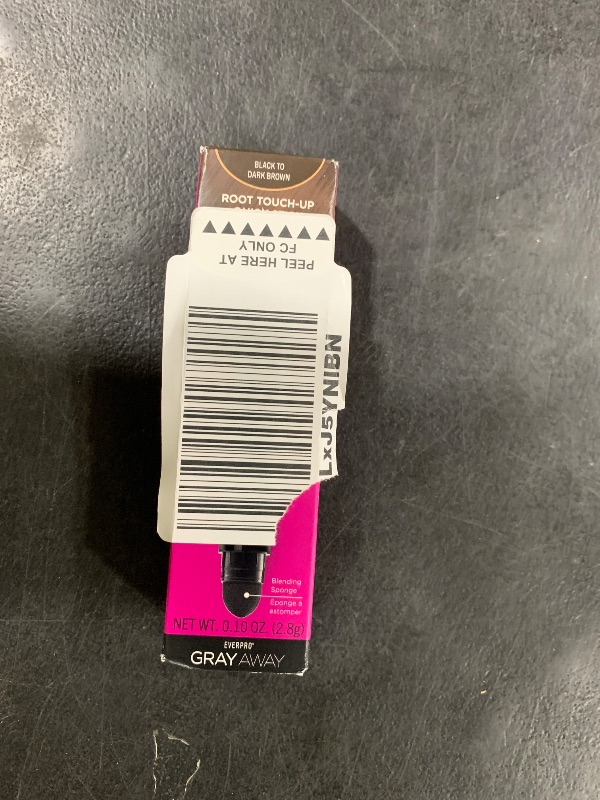 BLACK TO
DARK BROWN
ROOT TOUCH-UP
PEEL HERE AT
FC ONLY
LxJ5YNIBN
Blending
Sponge
Éponge à
estomper
NET WT. 0.10 OZ. (2.8g)
EVERPRO®
GRAY AWAY